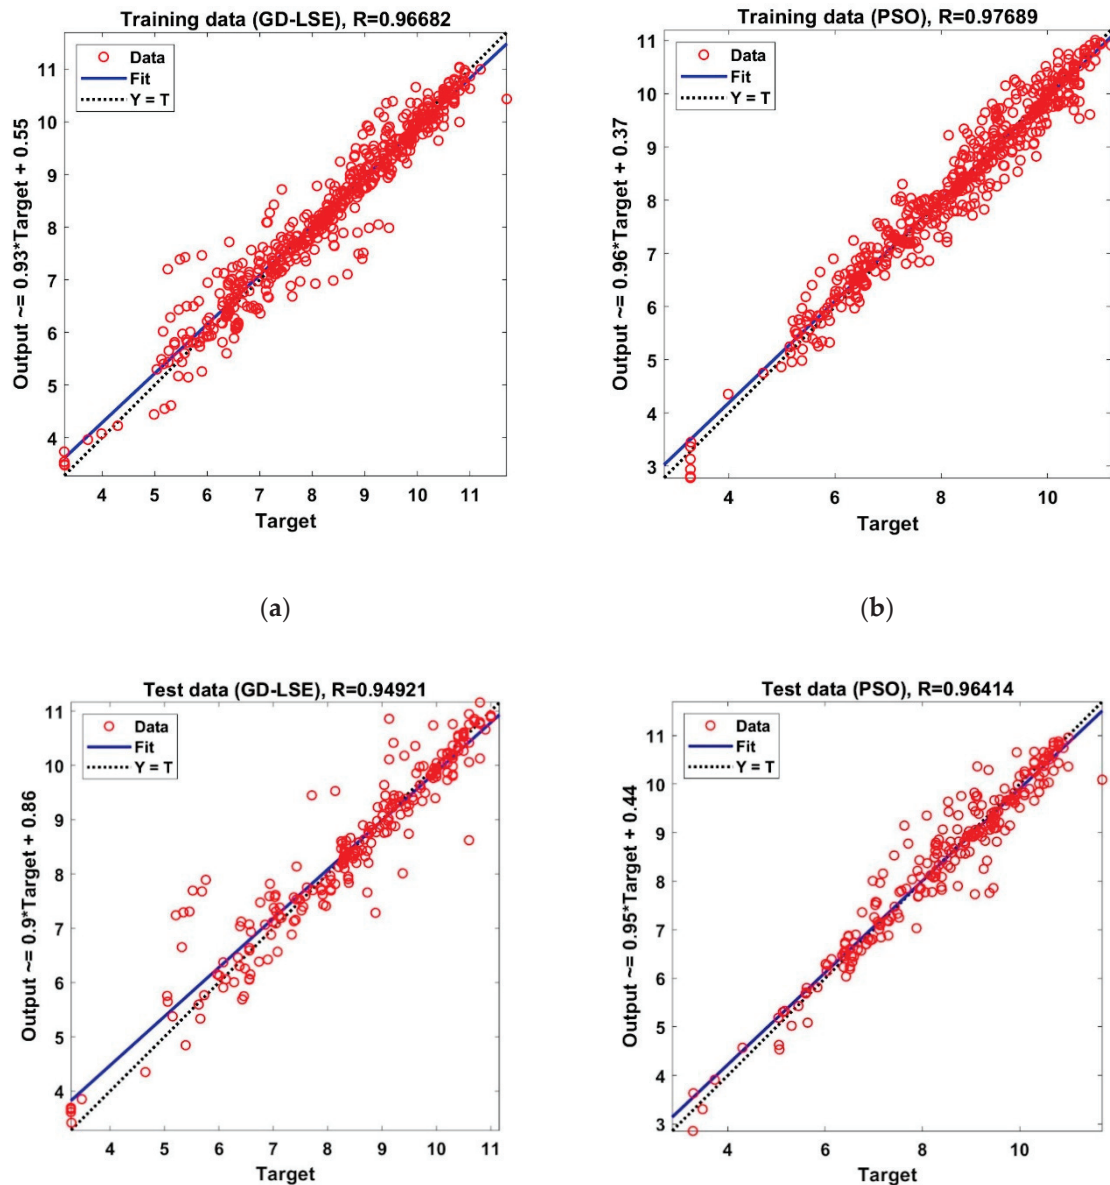 Training data (GD-LSE), R=0.96682
Data
Fit
Y = T
Output ~= 0.93*Target + 0.55
11
10
9
8
7
6
5
4
4 5 6 7 8 9 10 11
Target
(a)
Training data (PSO), R=0.97689
Data
Fit
Y = T
Output ~= 0.96*Target + 0.37
11
10
9
8
7
6
5
4
3
4 6 8 10
Target
(b)
Test data (GD-LSE), R=0.94921
Data
Fit
Y = T
Output ~= 0.9*Target + 0.86
11
10
9
8
7
6
5
4
4 5 6 7 8 9 10 11
Target
Test data (PSO), R=0.96414
Data
Fit
Y = T
Output ~= 0.95*Target + 0.44
11
10
9
8
7
6
5
4
3
4 6 8 10
Target